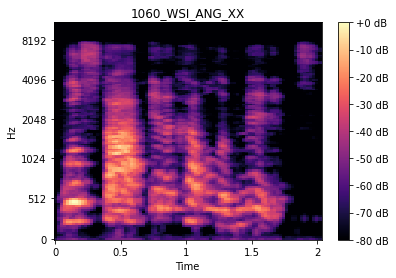 1060_WSI_ANG_XX
Hz
8192
4096
2048
1024
512
0
0
0.5
1
1.5
2
Time
+0 dB
-10 dB
-20 dB
-30 dB
-40 dB
-50 dB
-60 dB
-70 dB
-80 dB